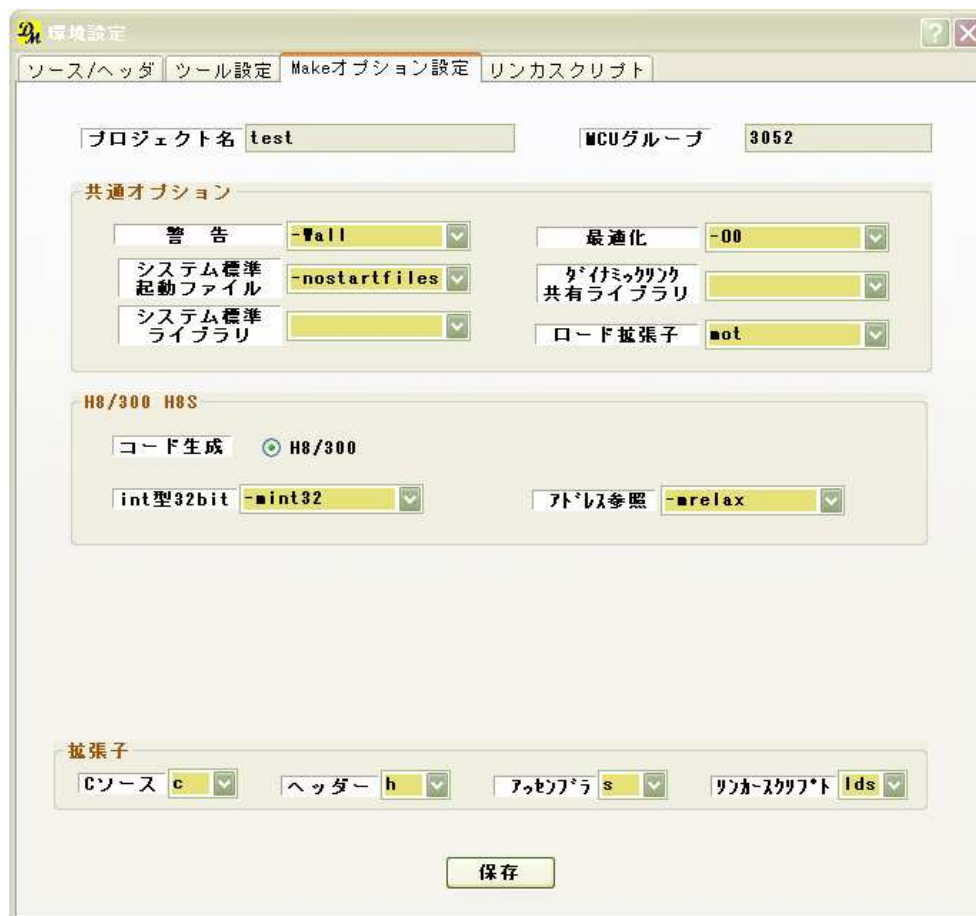 DM 環境設定
ソース/ヘッダ ツール設定 Makeオプション設定 リンカスクリプト
プロジェクト名 test MCUグループ 3052
共通オプション
警 告 -Wall 最適化 -O0
システム標準 起動ファイル -nostartfiles ダイナミックリンク 共有ライブラリ
システム標準 ライブラリ ロード拡張子 mot
H8/300 H8S
コード生成 H8/300
int型32bit -mint32 アドレス参照 -mrelax
拡張子
Cソース c ヘッダー h アッセンブラ s リンカースクリプト lds
保存